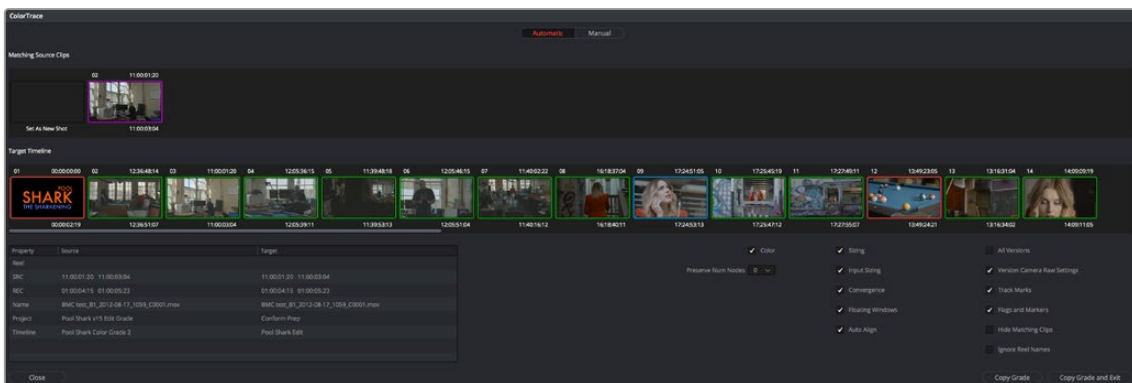 ColorTrace
Automatic Manual
Matching Source Clips
02 11:00:01:20
Set As New Shot 11:00:03:04
Target Timeline
01 00:00:00:00 02 12:36:48:14 03 11:00:01:20 04 12:05:36:15 05 11:39:48:18 06 12:05:46:15 07 11:40:02:22 08 16:18:37:04 09 17:24:51:05 10 17:25:45:19 11 17:27:49:11 12 13:49:23:05 13 13:16:31:04 14 14:09:09:19
POOL
SHARK
THE SHARKENING
00:00:02:19 12:36:51:07 11:00:03:04 12:05:39:11 11:39:53:13 12:05:51:04 11:40:16:12 16:18:40:11 17:24:53:13 17:25:47:12 17:27:55:07 13:49:24:21 13:16:34:02 14:09:11:05
Property Source Target
Reel
SRC 11:00:01:20 11:00:03:04 11:00:01:20 11:00:03:04
REC 01:00:04:15 01:00:05:23 01:00:04:15 01:00:05:23
Name BMC test_B1_2012-08-17_1059_C0001.mov BMC test_B1_2012-08-17_1059_C0001.mov
Project Pool Shark v15 Edit Grade Conform Prep
Timeline Pool Shark Color Grade 2 Pool Shark Edit
Color
Preserve Num Nodes 0
Sizing
Input Sizing
Convergence
Floating Windows
Auto Align
All Versions
Version Camera Raw Settings
Track Marks
Flags and Markers
Hide Matching Clips
Ignore Reel Names
Close Copy Grade Copy Grade and Exit